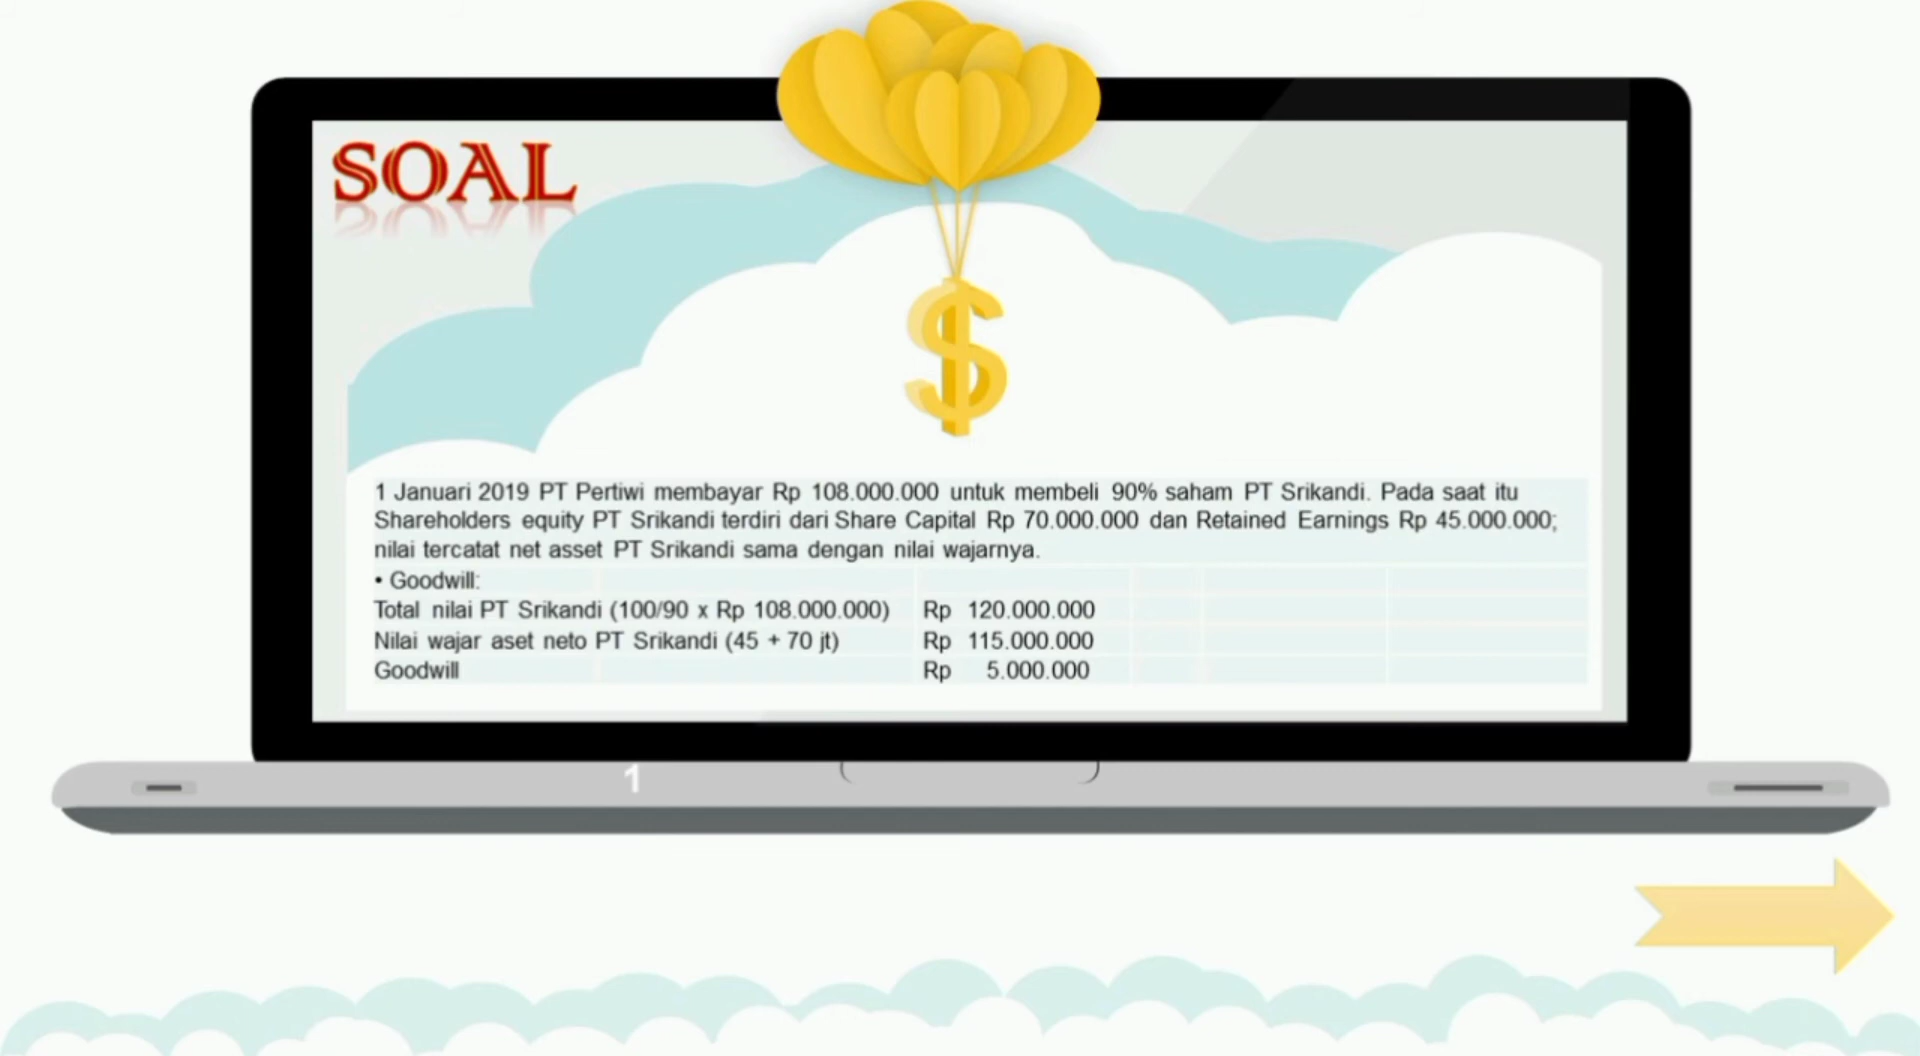 SOAL
1 Januari 2019 PT Pertiwi membayar Rp 108.000.000 untuk membeli 90% saham PT Srikandi. Pada saat itu
Shareholders equity PT Srikandi terdiri dari Share Capital Rp 70.000.000 dan Retained Earnings Rp 45.000.000;
nilai tercatat net asset PT Srikandi sama dengan nilai wajarnya.
• Goodwill:
Total nilai PT Srikandi (100/90 x Rp 108.000.000) Rp 120.000.000
Nilai wajar aset neto PT Srikandi (45 + 70 jt) Rp 115.000.000
Goodwill Rp 5.000.000
1